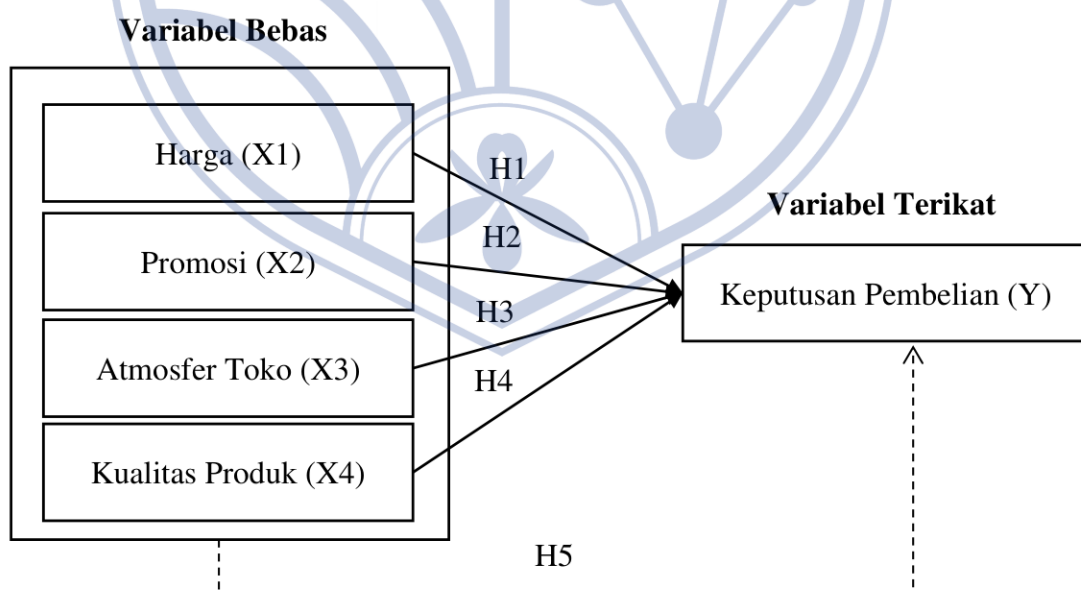 Variabel Bebas
Harga (X1)
H1
Variabel Terikat
Promosi (X2)
H2
Keputusan Pembelian (Y)
H3
Atmosfer Toko (X3)
H4
Kualitas Produk (X4)
H5